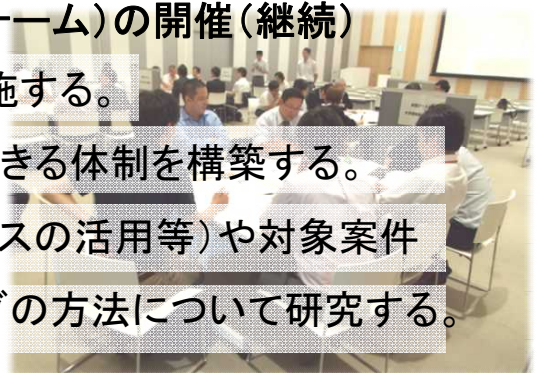 ーム)の開催(継続)
施する。
きる体制を構築する。
スの活用等)や対象案件
の方法について研究する。